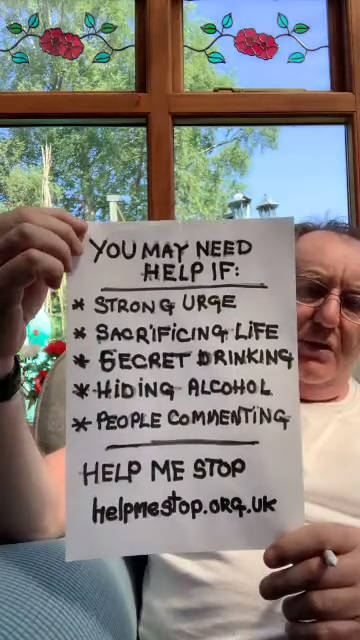 YOU MAY NEED
HELP IF:
* STRONG URGE
* SACRIFICING LIFE
* SECRET DRINKING
* HIDING ALCOHOL
* PEOPLE COMMENTING
HELP ME STOP
helpmestop.org.uk